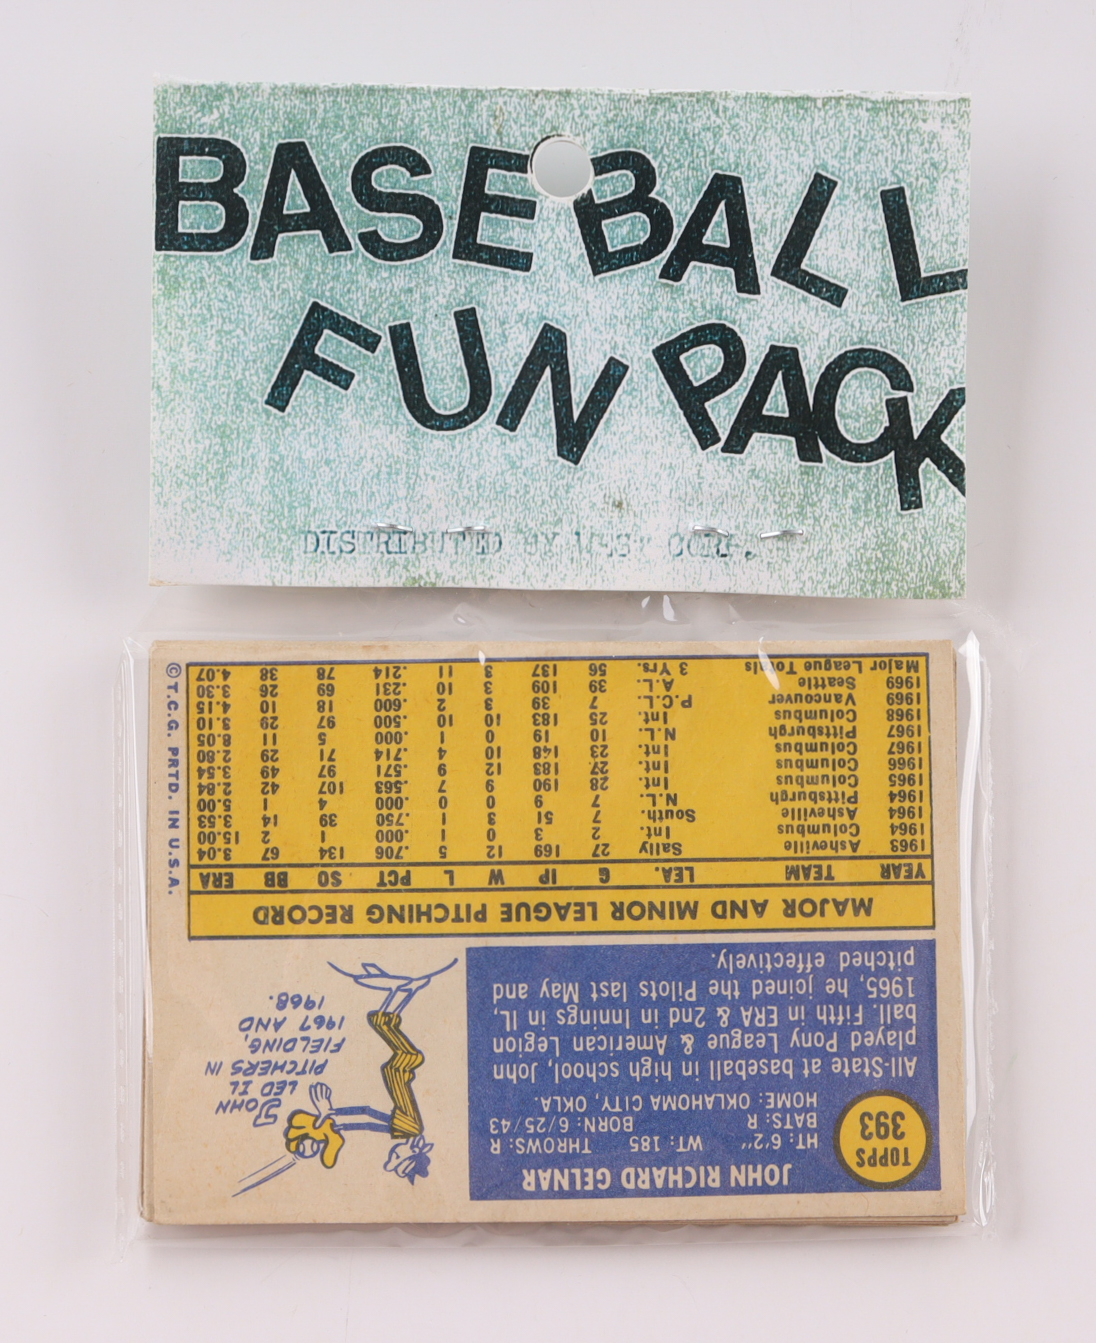 BASEBALL
FUN PACK
DISTRIBUTED BY CORP.
TOPPS
393
JOHN RICHARD GELNAR
HT: 6'2" WT: 185 THROWS: R
BATS: R BORN: 6/25/43
HOME: OKLAHOMA CITY, OKLA.
All-State at baseball in high school, John
played Pony League & American Legion
ball. Fifth in ERA & 2nd in Innings in IL,
1965, he joined the Pilots last May and
pitched effectively.
JOHN
LED IL
PITCHERS IN
FIELDING,
1967 AND
1968.
MAJOR AND MINOR LEAGUE PITCHING RECORD
YEAR TEAM LEA. G IP W L PCT SO BB ERA
1963 Asheville Sally 27 169 12 5 .706 134 67 3.04
1964 Columbus Int. 2 3 0 1 .000 1 2 15.00
1964 Asheville South. 7 51 3 1 .750 39 14 3.53
1964 Pittsburgh N.L. 7 9 0 0 .000 4 1 5.00
1965 Columbus Int. 28 190 9 7 .563 107 42 2.84
1966 Columbus Int. 27 183 12 9 .571 97 49 3.54
1967 Columbus Int. 23 148 10 4 .714 71 29 2.80
1967 Pittsburgh N.L. 10 19 0 1 .000 5 11 8.05
1968 Columbus Int. 25 183 10 10 .500 97 29 3.10
1969 Vancouver P.C.L. 7 39 3 2 .600 18 10 4.15
1969 Seattle A.L. 39 109 3 10 .231 69 26 3.30
Major League Totals 3 Yrs. 56 137 3 11 .214 78 38 4.07
© T.C.G. PRTD. IN U.S.A.